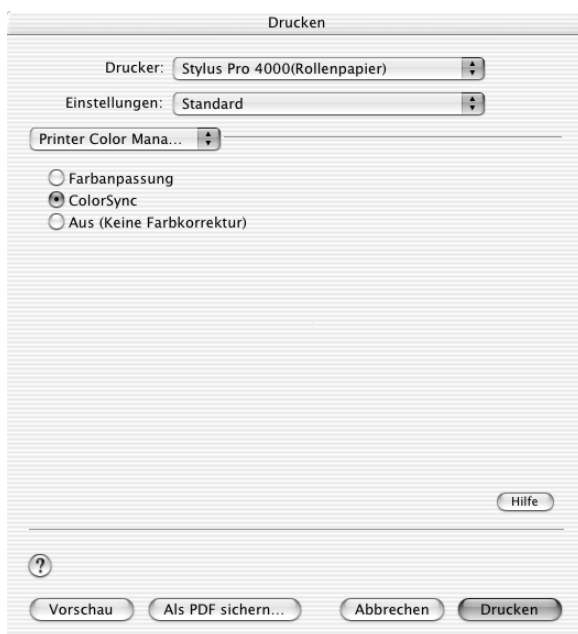 Drucken
Drucker: Stylus Pro 4000(Rollenpapier)
Einstellungen: Standard
Printer Color Mana...
Farbanpassung
ColorSync
Aus (Keine Farbkorrektur)
Hilfe
?
Vorschau Als PDF sichern... Abbrechen Drucken